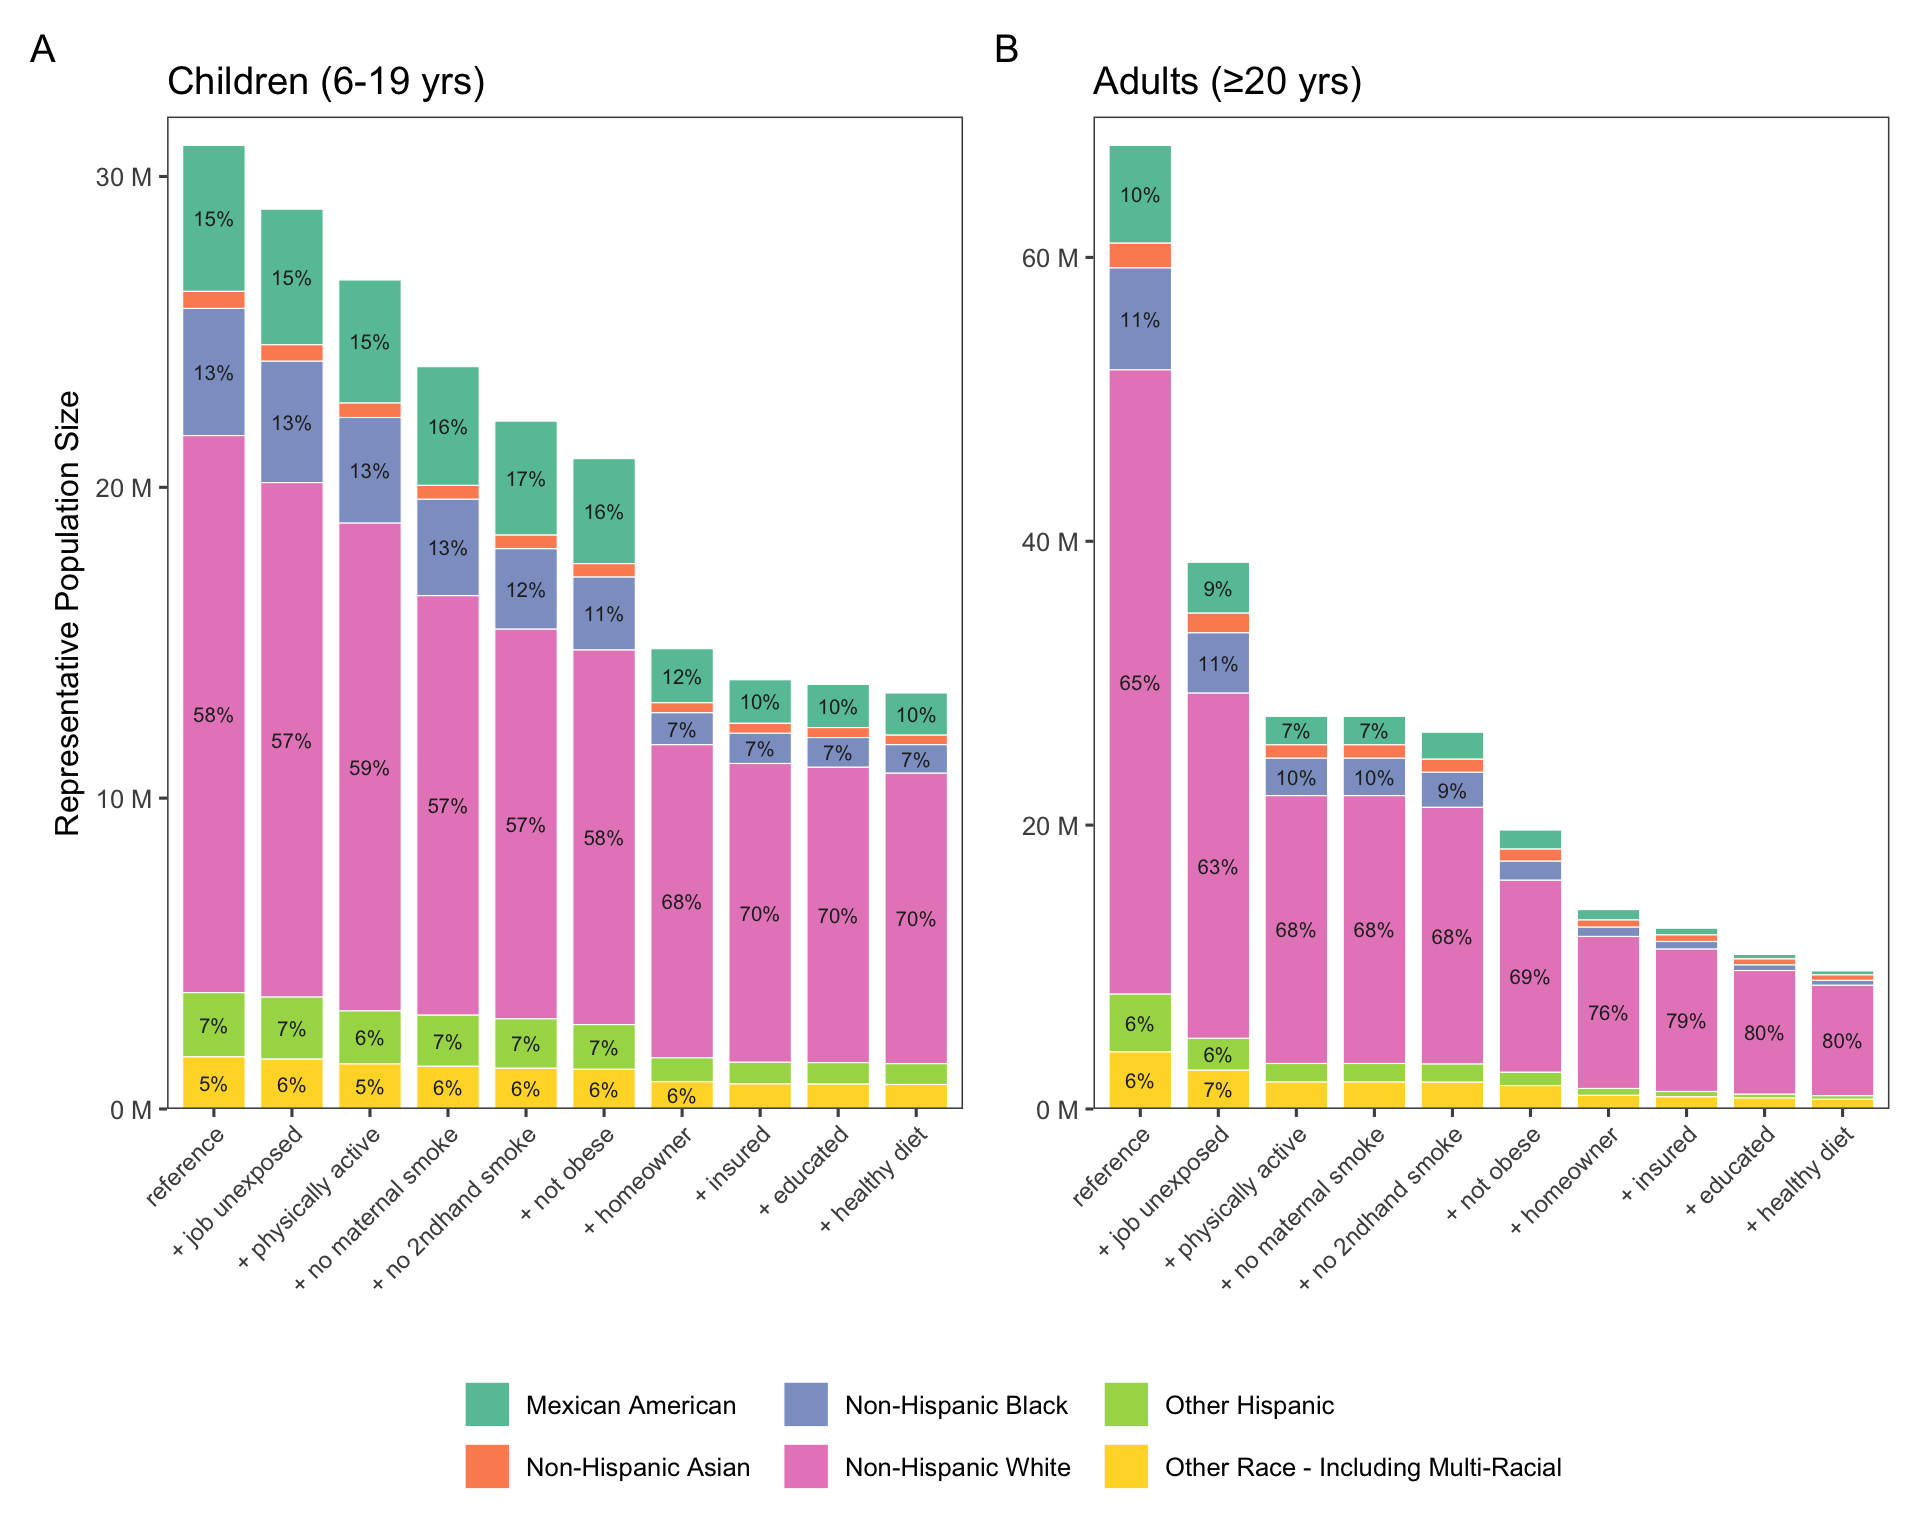 A
B
Children (6-19 yrs)
Adults (≥20 yrs)
Representative Population Size
30 M
20 M
10 M
0 M
15%
13%
58%
7%
5%
15%
13%
57%
7%
6%
15%
13%
59%
6%
5%
16%
13%
57%
7%
6%
17%
12%
57%
7%
6%
16%
11%
58%
7%
6%
12%
7%
68%
6%
10%
7%
70%
10%
7%
70%
10%
7%
70%
reference
+ job unexposed
+ physically active
+ no maternal smoke
+ no 2ndhand smoke
+ not obese
+ homeowner
+ insured
+ educated
+ healthy diet
60 M
40 M
20 M
0 M
10%
11%
65%
6%
6%
9%
11%
63%
6%
7%
7%
10%
68%
7%
10%
68%
9%
68%
69%
76%
79%
80%
80%
reference
+ job unexposed
+ physically active
+ no maternal smoke
+ no 2ndhand smoke
+ not obese
+ homeowner
+ insured
+ educated
+ healthy diet
Mexican American
Non-Hispanic Black
Other Hispanic
Non-Hispanic Asian
Non-Hispanic White
Other Race - Including Multi-Racial